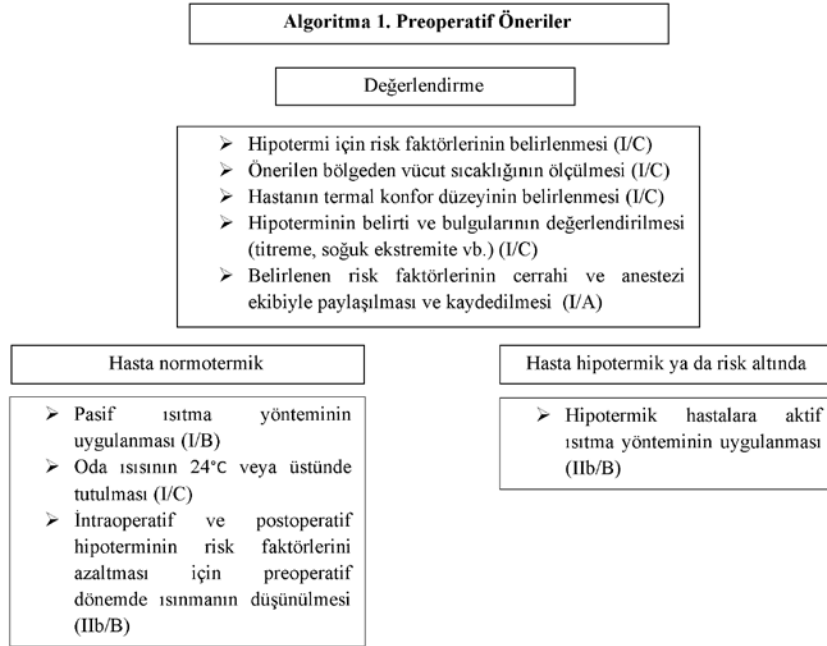 Algoritma 1. Preoperatif Öneriler
Değerlendirme
➢ Hipotermi için risk faktörlerinin belirlenmesi (I/C)
➢ Önerilen bölgeden vücut sıcaklığının ölçülmesi (I/C)
➢ Hastanın termal konfor düzeyinin belirlenmesi (I/C)
➢ Hipoterminin belirti ve bulgularının değerlendirilmesi
(titreme, soğuk ekstremite vb.) (I/C)
➢ Belirlenen risk faktörlerinin cerrahi ve anestezi
ekibiyle paylaşılması ve kaydedilmesi (I/A)
Hasta normotermik
➢ Pasif ısıtma yönteminin
uygulanması (I/B)
➢ Oda ısısının 24°C veya üstünde
tutulması (I/C)
➢ İntraoperatif ve postoperatif
hipoterminin risk faktörlerini
azaltması için preoperatif
dönemde ısınmanın düşünülmesi
(IIb/B)
Hasta hipotermik ya da risk altında
➢ Hipotermik hastalara aktif
ısıtma yönteminin uygulanması
(IIb/B)